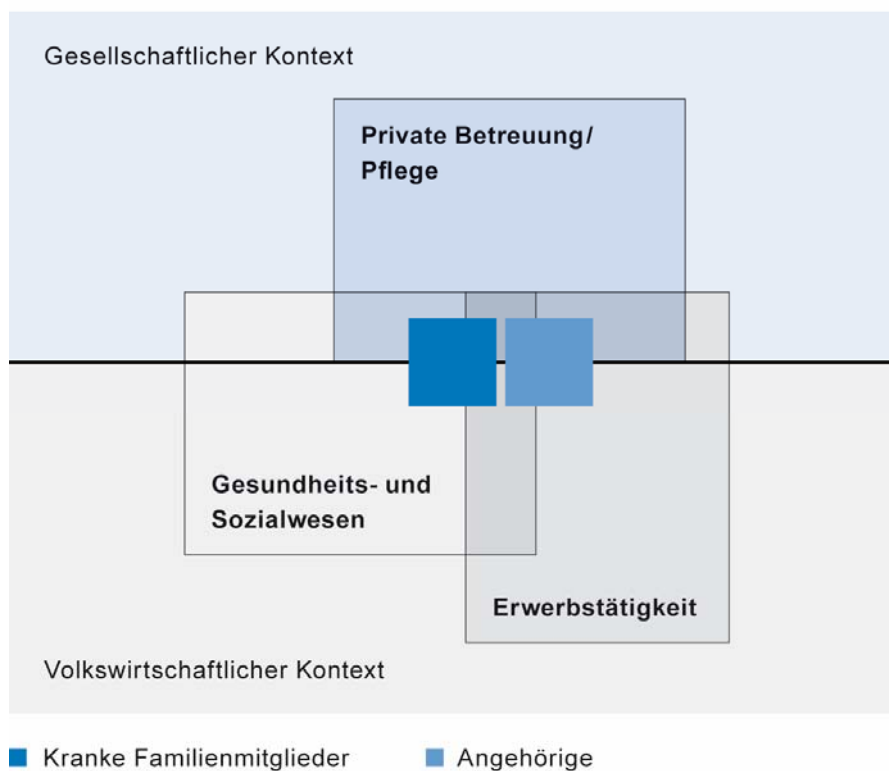 Gesellschaftlicher Kontext
Private Betreuung/
Pflege
Gesundheits- und
Sozialwesen
Erwerbstätigkeit
Volkswirtschaftlicher Kontext
Kranke Familienmitglieder
Angehörige